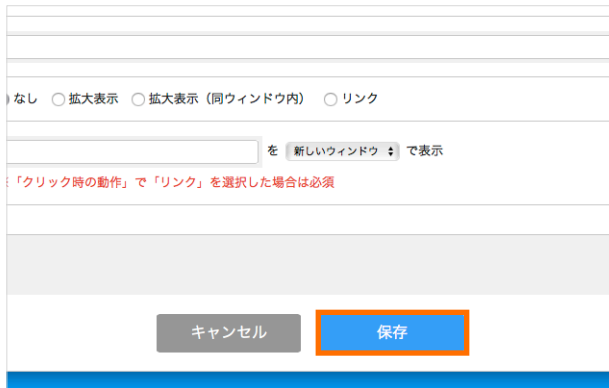 なし 拡大表示 拡大表示（同ウィンドウ内） リンク
を 新しいウィンドウ で表示
「クリック時の動作」で「リンク」を選択した場合は必須
キャンセル 保存